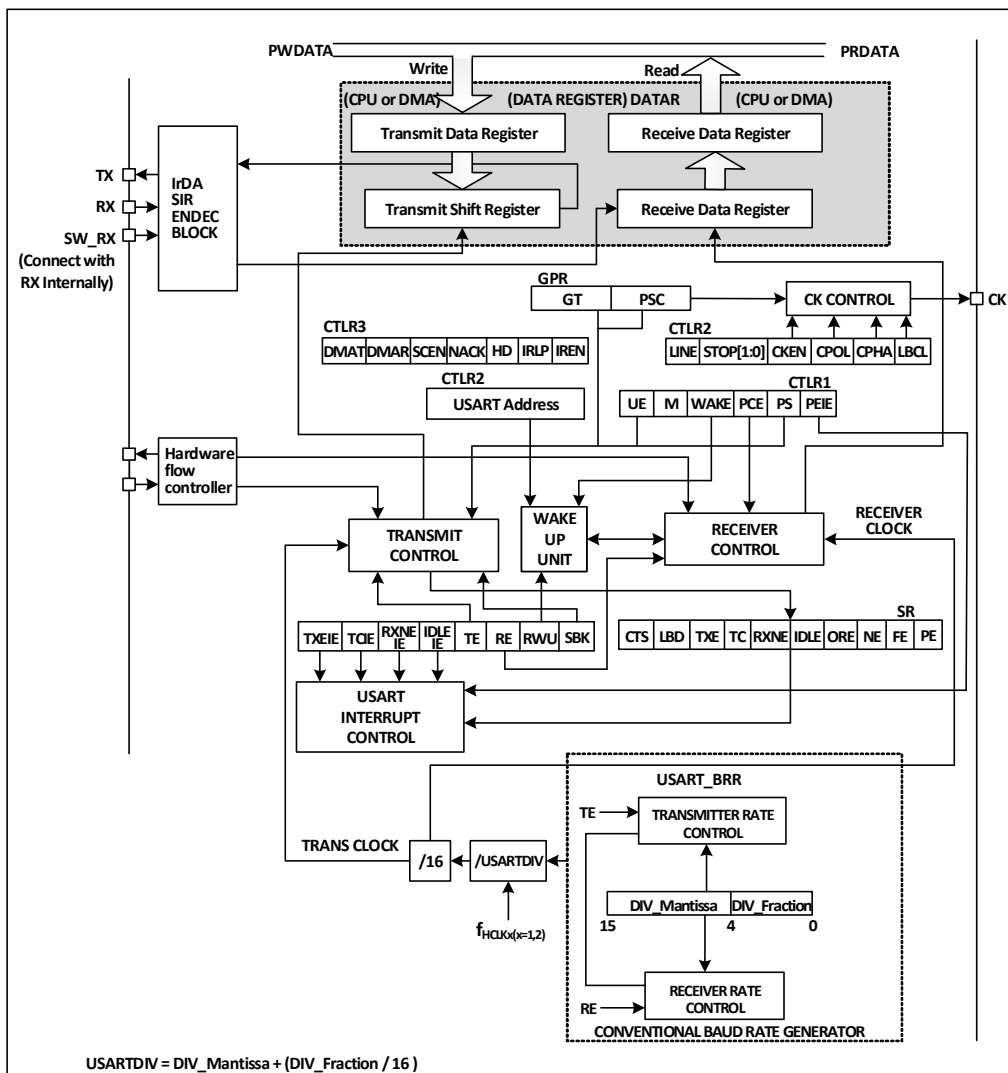 PWDATA
PRDATA
Write
Read
(CPU or DMA)
(DATA REGISTER) DATAR
(CPU or DMA)
Transmit Data Register
Receive Data Register
TX
RX
SW_RX
(Connect with
RX Internally)
IrDA
SIR
ENDEC
BLOCK
Transmit Shift Register
Receive Data Register
GPR
GT PSC
CK CONTROL
CK
CTLR3
DMAT DMAR SCEN NACK HD IRLP IREN
CTLR2
LINE STOP[1:0] CKEN CPOL CPHA LBCL
CTLR2
USART Address
CTLR1
UE M WAKE PCE PS PEIE
Hardware
flow
controller
TRANSMIT
CONTROL
WAKE
UP
UNIT
RECEIVER
CONTROL
RECEIVER
CLOCK
TXEIE TCIE RXNE IE IDLE IE TE RE RWU SBK
SR
CTS LBD TXE TC RXNE IDLE ORE NE FE PE
USART
INTERRUPT
CONTROL
USART_BRR
TE
TRANSMITTER RATE
CONTROL
TRANS CLOCK
/16
/USARTDIV
fHCLKx(x=1,2)
DIV_Mantissa DIV_Fraction
15 4 0
RE
RECEIVER RATE
CONTROL
CONVENTIONAL BAUD RATE GENERATOR
USARTDIV = DIV_Mantissa + (DIV_Fraction / 16 )